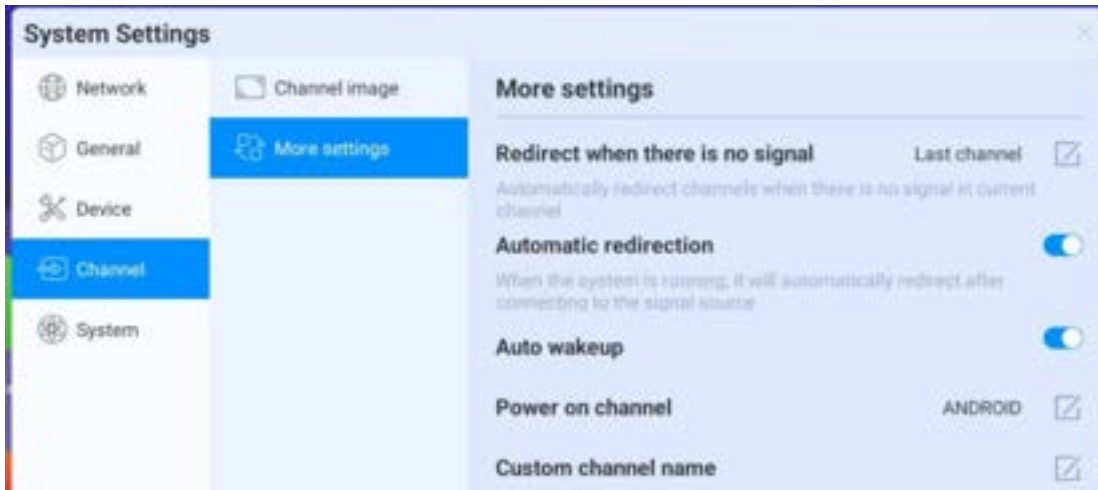 System Settings
Network
General
Device
Channel
System
Channel image
More settings
More settings
Redirect when there is no signal
Last channel
Automatically redirect channels when there is no signal in current
channel
Automatic redirection
When the system is running, it will automatically redirect after
connecting to the signal source
Auto wakeup
Power on channel
ANDROID
Custom channel name